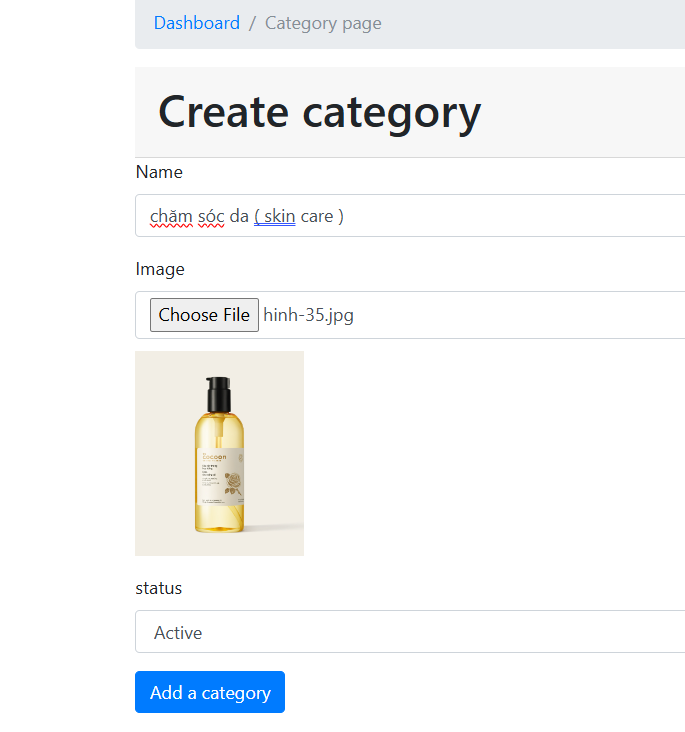 Dashboard / Category page
Create category
Name
chăm sóc da ( skin care )
Image
Choose File hinh-35.jpg
cocoon
status
Active
Add a category